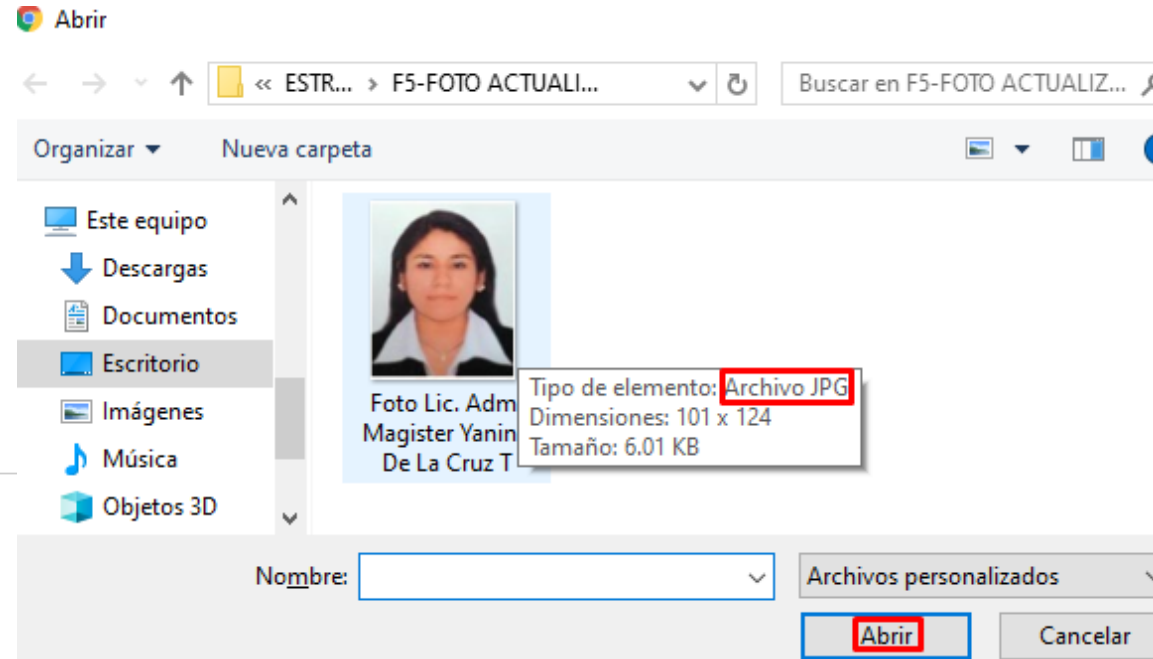 Abrir
« ESTR... › F5-FOTO ACTUALI...
Buscar en F5-FOTO ACTUALIZ...
Organizar
Nueva carpeta
Este equipo
Descargas
Documentos
Escritorio
Imágenes
Música
Objetos 3D
Foto Lic. Adm
Magister Yanin
De La Cruz T
Tipo de elemento: Archivo JPG
Dimensiones: 101 x 124
Tamaño: 6.01 KB
Nombre:
Archivos personalizados
Abrir
Cancelar